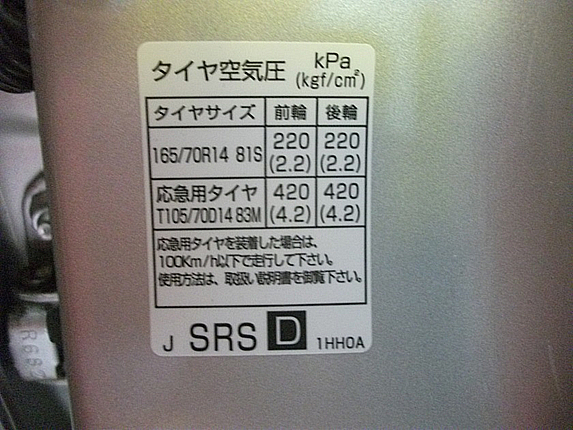 タイヤ空気圧 kPa
(kgf/cm²)
タイヤサイズ 前輪 後輪
165/70R14 81S 220 (2.2) 220 (2.2)
応急用タイヤ
T105/70D14 83M 420 (4.2) 420 (4.2)
応急用タイヤを装着した場合は、
100Km/h以下で走行して下さい。
使用方法は、取扱い説明書を御覧下さい。
J SRS D 1HH0A
R68